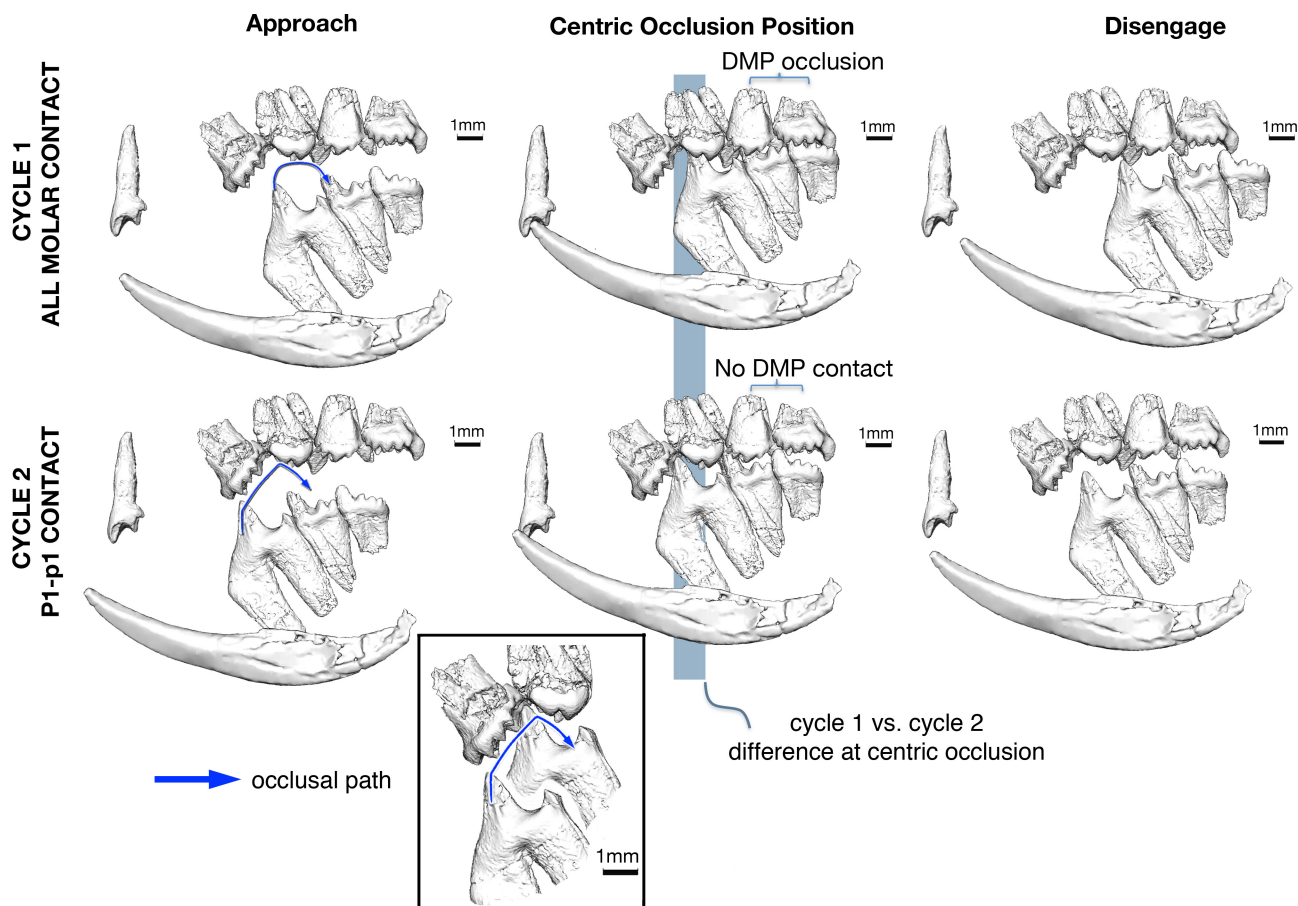 Approach
Centric Occlusion Position
Disengage
CYCLE 1
ALL MOLAR CONTACT
DMP occlusion
1mm
1mm
1mm
CYCLE 2
P1-p1 CONTACT
No DMP contact
1mm
1mm
1mm
cycle 1 vs. cycle 2
difference at centric occlusion
occlusal path
1mm